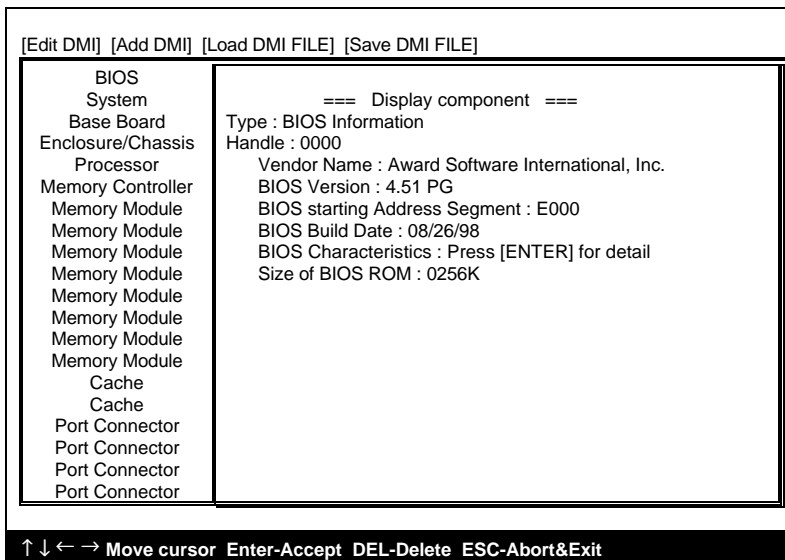 [Edit DMI] [Add DMI] [Load DMI FILE] [Save DMI FILE]
BIOS
System
Base Board
Enclosure/Chassis
Processor
Memory Controller
Memory Module
Memory Module
Memory Module
Memory Module
Memory Module
Memory Module
Memory Module
Memory Module
Cache
Cache
Port Connector
Port Connector
Port Connector
Port Connector
=== Display component ===
Type : BIOS Information
Handle : 0000
Vendor Name : Award Software International, Inc.
BIOS Version : 4.51 PG
BIOS starting Address Segment : E000
BIOS Build Date : 08/26/98
BIOS Characteristics : Press [ENTER] for detail
Size of BIOS ROM : 0256K
↑↓← → Move cursor Enter-Accept DEL-Delete ESC-Abort&Exit